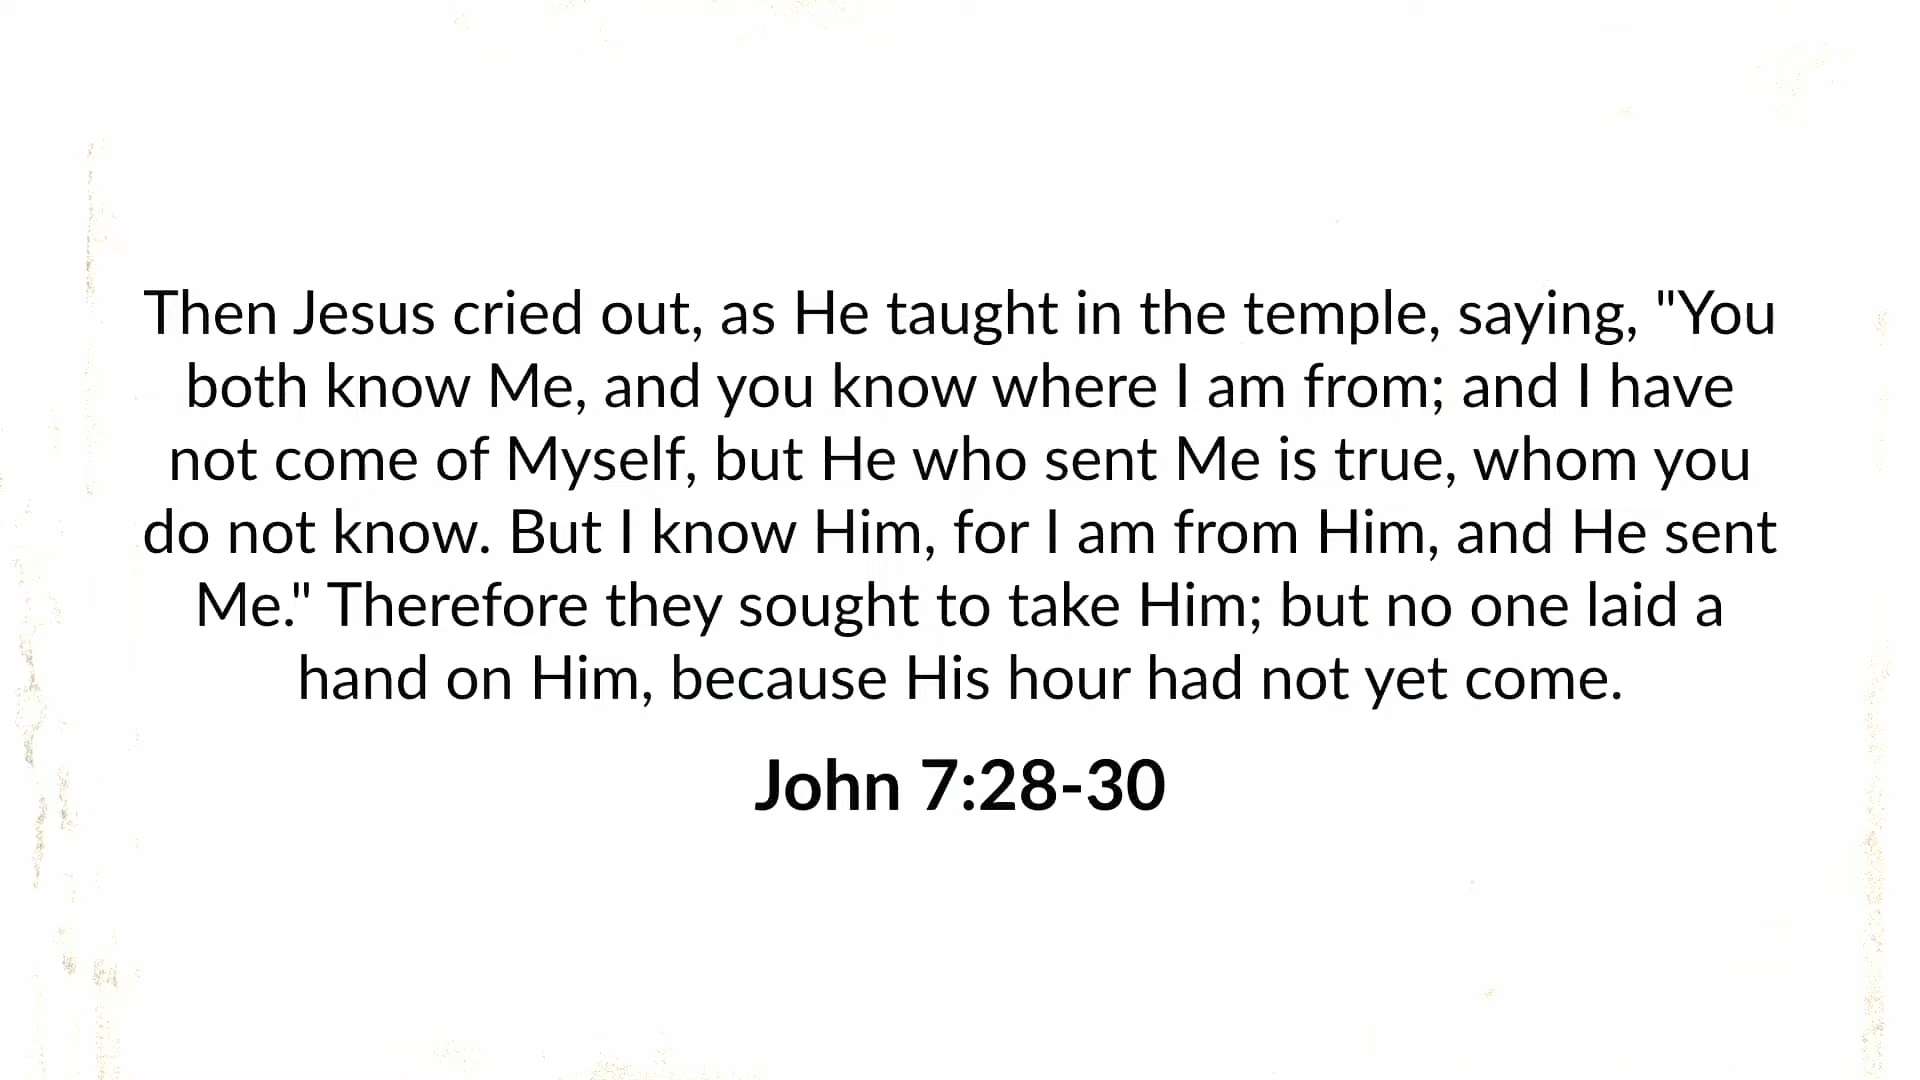 Then Jesus cried out, as He taught in the temple, saying, "You
both know Me, and you know where I am from; and I have
not come of Myself, but He who sent Me is true, whom you
do not know. But I know Him, for I am from Him, and He sent
Me." Therefore they sought to take Him; but no one laid a
hand on Him, because His hour had not yet come.
John 7:28-30